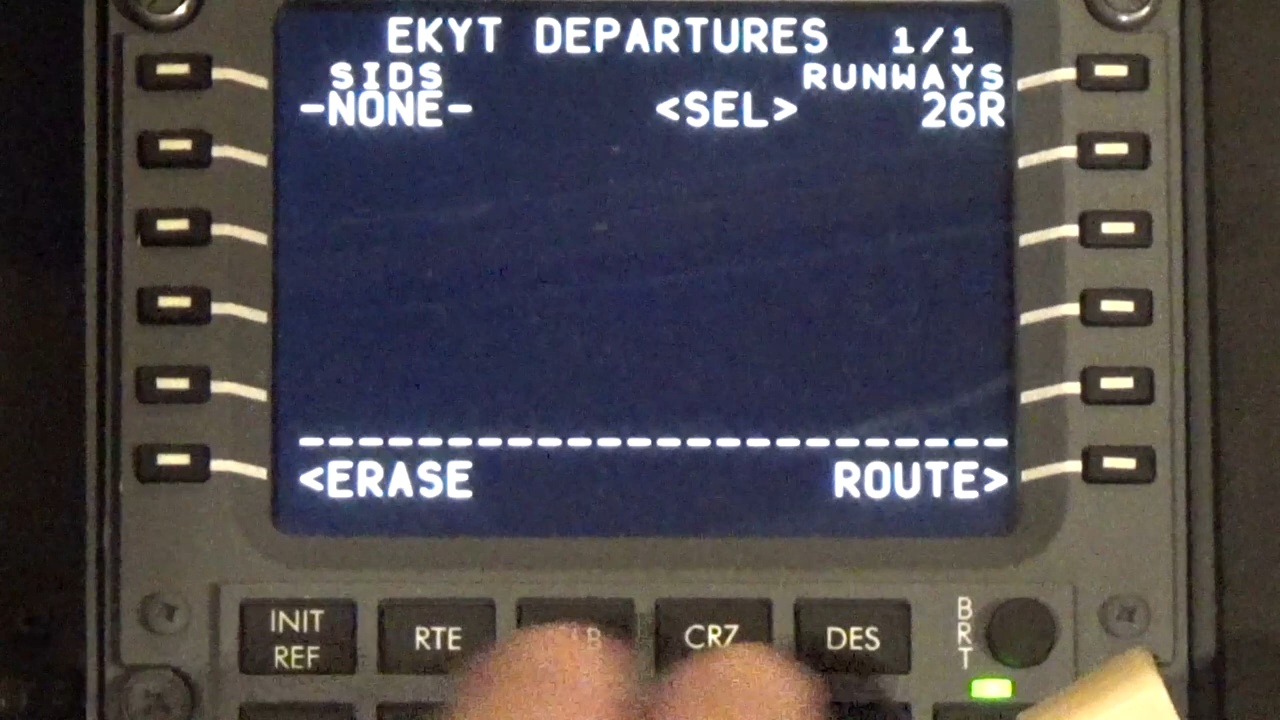 EKYT DEPARTURES 1/1
SIDS RUNWAYS
-NONE- <SEL> 26R
------------------------
<ERASE ROUTE>
INIT REF
RTE
CRZ
DES
BRT